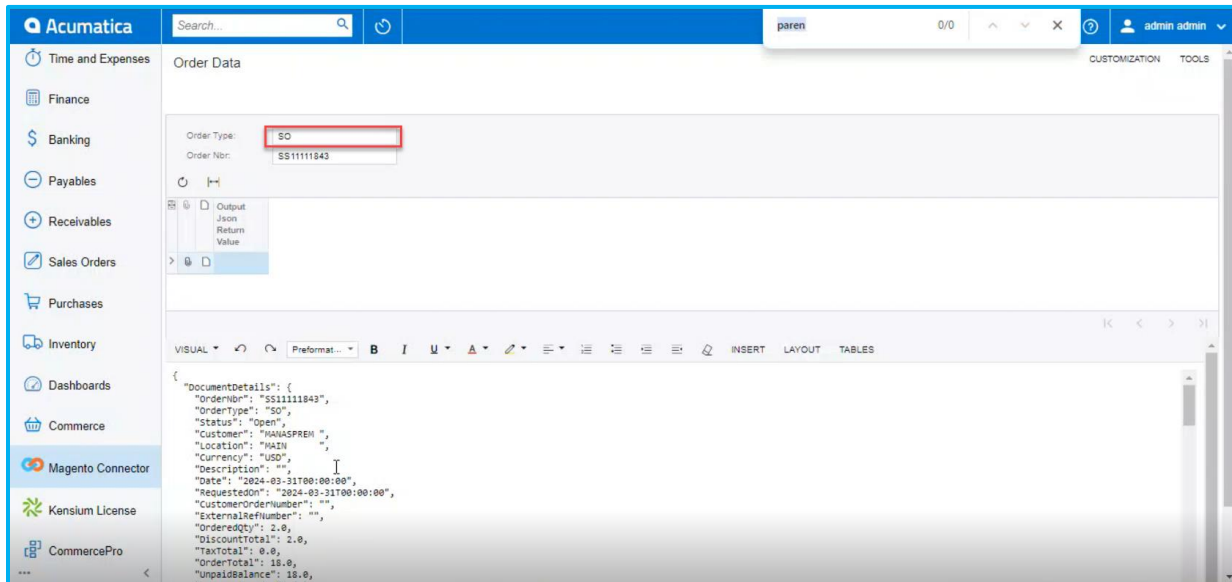 Acumatica
Search...
paren 0/0
admin admin
Time and Expenses
Finance
Banking
Payables
Receivables
Sales Orders
Purchases
Inventory
Dashboards
Commerce
Magento Connector
Kensium License
CommercePro
Order Data
CUSTOMIZATION TOOLS
Order Type: SO
Order Nbr: SS11111843
Output
Json
Return
Value
VISUAL Preformat... B I U A INSERT LAYOUT TABLES
{
"DocumentDetails": {
"OrderNbr": "SS11111843",
"OrderType": "SO",
"Status": "Open",
"Customer": "MANASPREM ",
"Location": "MAIN ",
"Currency": "USD",
"Description": "",
"Date": "2024-03-31T00:00:00",
"RequestedOn": "2024-03-31T00:00:00",
"CustomerOrderNumber": "",
"ExternalRefNumber": "",
"OrderedQty": 2.0,
"DiscountTotal": 2.0,
"TaxTotal": 0.0,
"OrderTotal": 18.0,
"UnpaidBalance": 18.0,